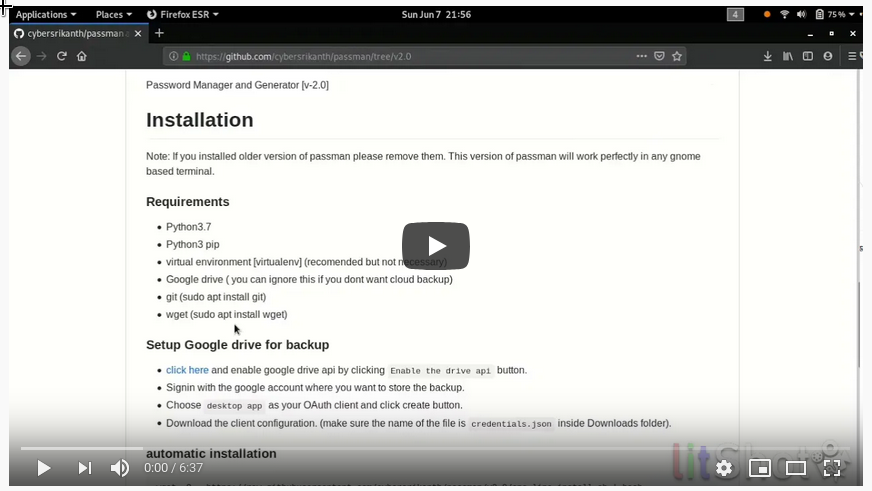 Applications Places Firefox ESR Sun Jun 7 21:56 4 75%
cybersrikanth/passman a
https://github.com/cybersrikanth/passman/tree/v2.0
Password Manager and Generator [v-2.0]
Installation
Note: If you installed older version of passman please remove them. This version of passman will work perfectly in any gnome
based terminal.
Requirements
Python3.7
Python3 pip
virtual environment [virtualenv] (recomended but not necessary)
Google drive ( you can ignore this if you dont want cloud backup)
git (sudo apt install git)
wget (sudo apt install wget)
Setup Google drive for backup
click here and enable google drive api by clicking Enable the drive api button.
Signin with the google account where you want to store the backup.
Choose desktop app as your OAuth client and click create button.
Download the client configuration. (make sure the name of the file is credentials.json inside Downloads folder).
automatic installation
0:00 / 6:37
litShot